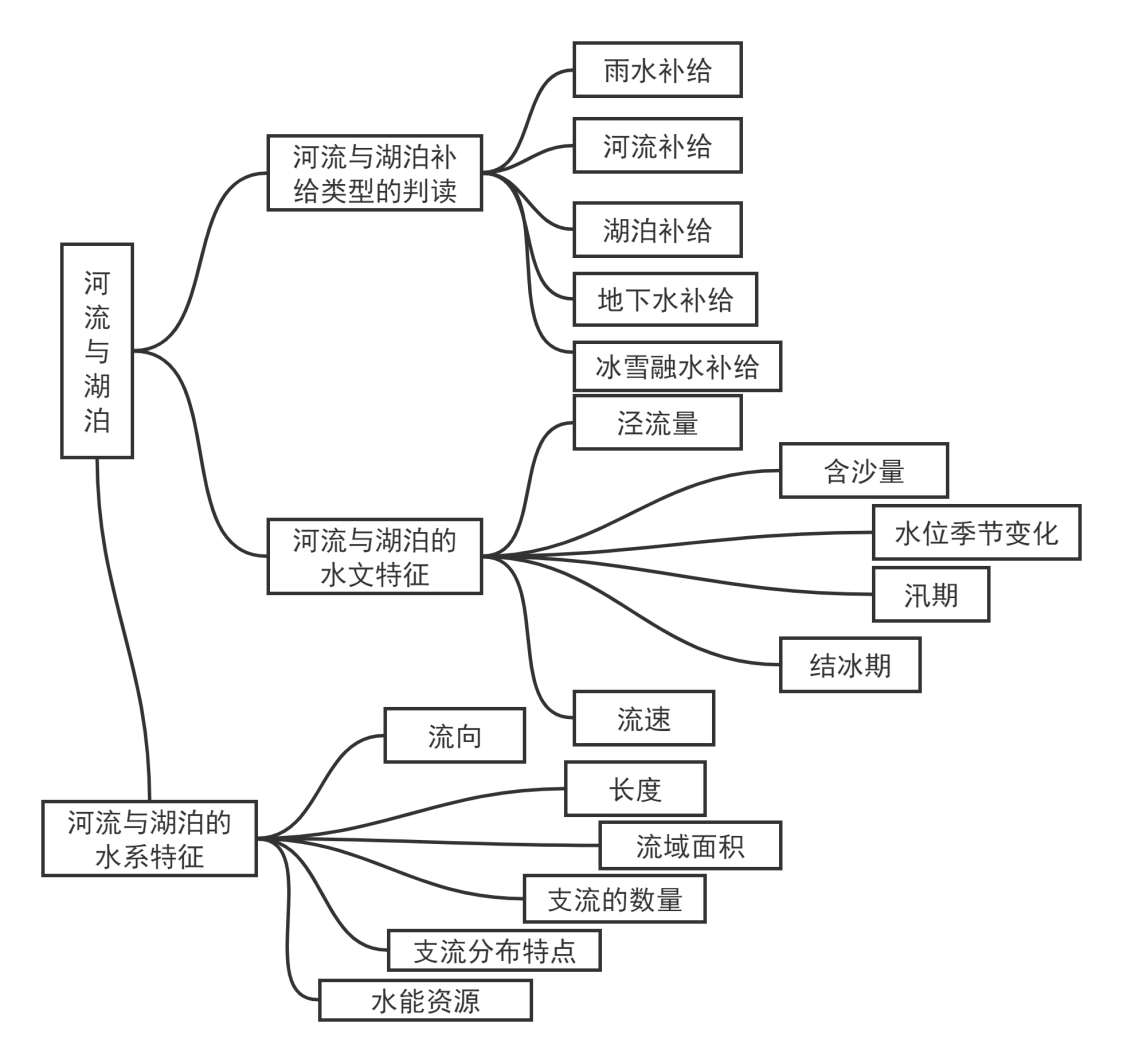 河
流
与
湖
泊
河流与湖泊补
给类型的判读
雨水补给
河流补给
湖泊补给
地下水补给
冰雪融水补给
河流与湖泊的
水文特征
泾流量
含沙量
水位季节变化
汛期
结冰期
流速
河流与湖泊的
水系特征
流向
长度
流域面积
支流的数量
支流分布特点
水能资源